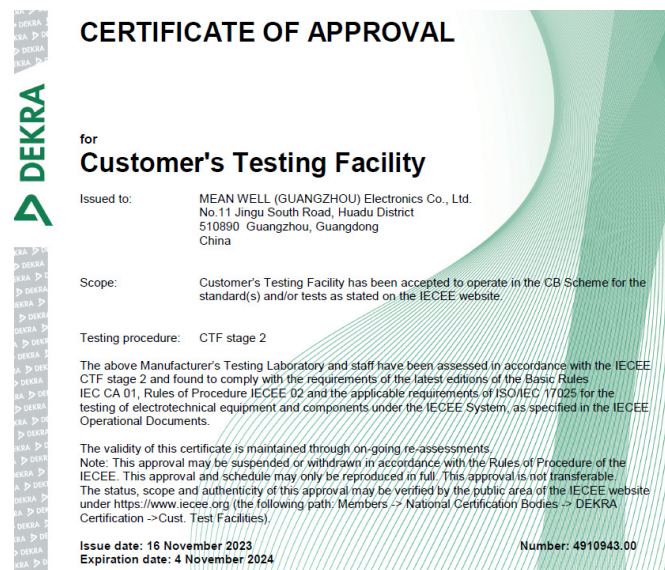 CERTIFICATE OF APPROVAL
DEKRA
for
Customer's Testing Facility
Issued to: MEAN WELL (GUANGZHOU) Electronics Co., Ltd.
No.11 Jingu South Road, Huadu District
510890 Guangzhou, Guangdong
China
Scope: Customer's Testing Facility has been accepted to operate in the CB Scheme for the
standard(s) and/or tests as stated on the IECEE website.
Testing procedure: CTF stage 2
The above Manufacturer's Testing Laboratory and staff have been assessed in accordance with the IECEE
CTF stage 2 and found to comply with the requirements of the latest editions of the Basic Rules
IEC CA 01, Rules of Procedure IECEE 02 and the applicable requirements of ISO/IEC 17025 for the
testing of electrotechnical equipment and components under the IECEE System, as specified in the IECEE
Operational Documents.
The validity of this certificate is maintained through on-going re-assessments.
Note: This approval may be suspended or withdrawn in accordance with the Rules of Procedure of the
IECEE. This approval and schedule may only be reproduced in full. This approval is not transferable.
The status, scope and authenticity of this approval may be verified by the public area of the IECEE website
under https://www.iecee.org (the following path: Members -> National Certification Bodies -> DEKRA
Certification ->Cust. Test Facilities).
Issue date: 16 November 2023 Number: 4910943.00
Expiration date: 4 November 2024